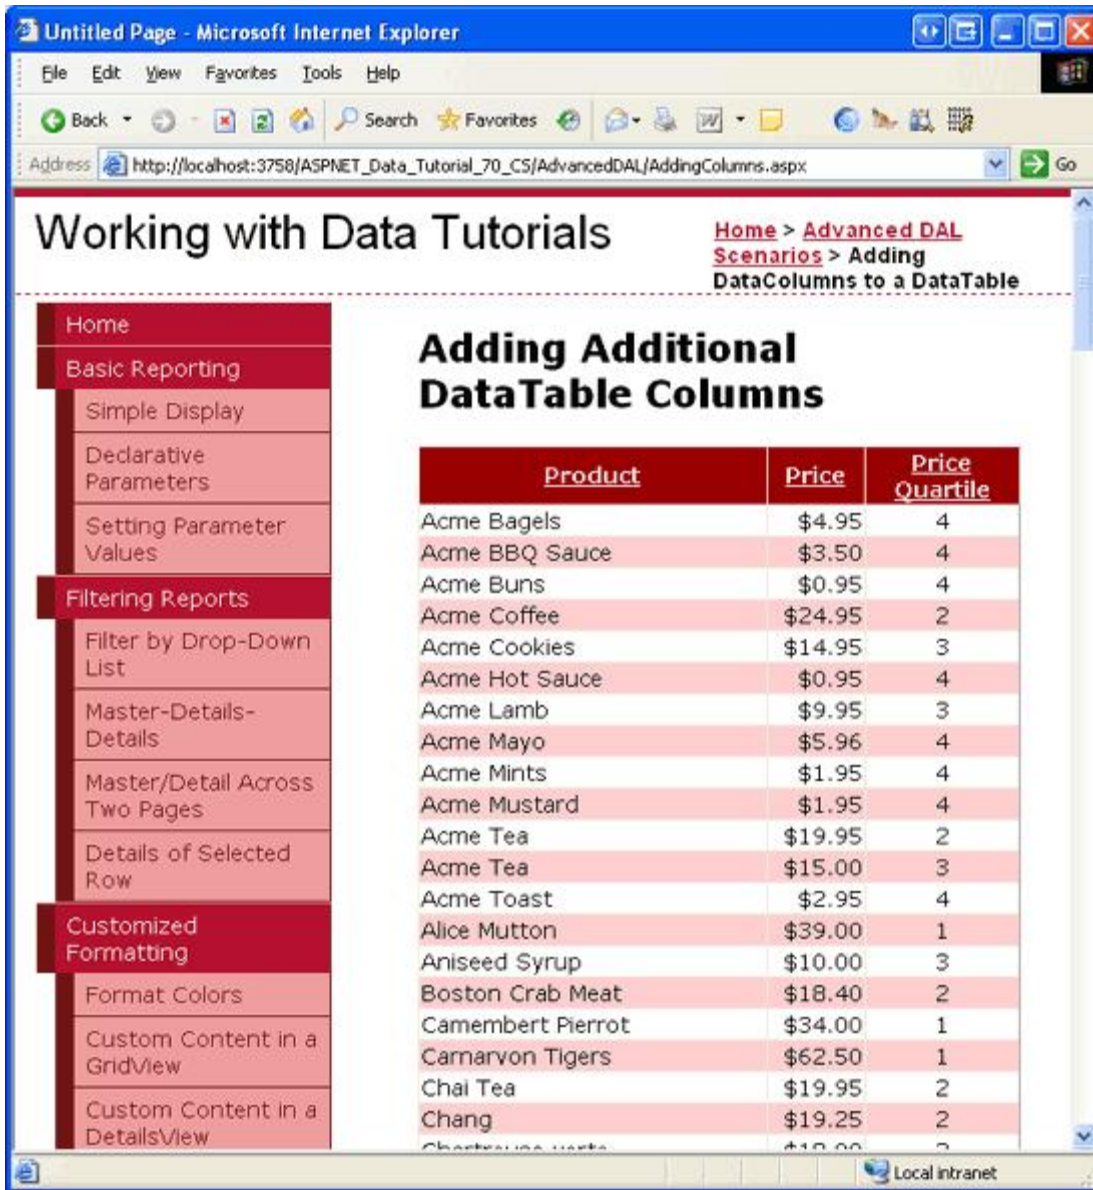 Untitled Page - Microsoft Internet Explorer
File Edit View Favorites Tools Help
Back Search Favorites
Address http://localhost:3758/ASPNET_Data_Tutorial_70_CS/AdvancedDAL/AddingColumns.aspx Go
Working with Data Tutorials
Home > Advanced DAL
Scenarios > Adding
DataColumns to a DataTable
Home
Basic Reporting
Simple Display
Declarative
Parameters
Setting Parameter
Values
Filtering Reports
Filter by Drop-Down
List
Master-Details-
Details
Master/Detail Across
Two Pages
Details of Selected
Row
Customized
Formatting
Format Colors
Custom Content in a
GridView
Custom Content in a
DetailsView
Adding Additional
DataTable Columns
Product Price Price
Quartile
Acme Bagels $4.95 4
Acme BBQ Sauce $3.50 4
Acme Buns $0.95 4
Acme Coffee $24.95 2
Acme Cookies $14.95 3
Acme Hot Sauce $0.95 4
Acme Lamb $9.95 3
Acme Mayo $5.96 4
Acme Mints $1.95 4
Acme Mustard $1.95 4
Acme Tea $19.95 2
Acme Tea $15.00 3
Acme Toast $2.95 4
Alice Mutton $39.00 1
Aniseed Syrup $10.00 3
Boston Crab Meat $18.40 2
Camembert Pierrot $34.00 1
Carnarvon Tigers $62.50 1
Chai Tea $19.95 2
Chang $19.25 2
Local intranet